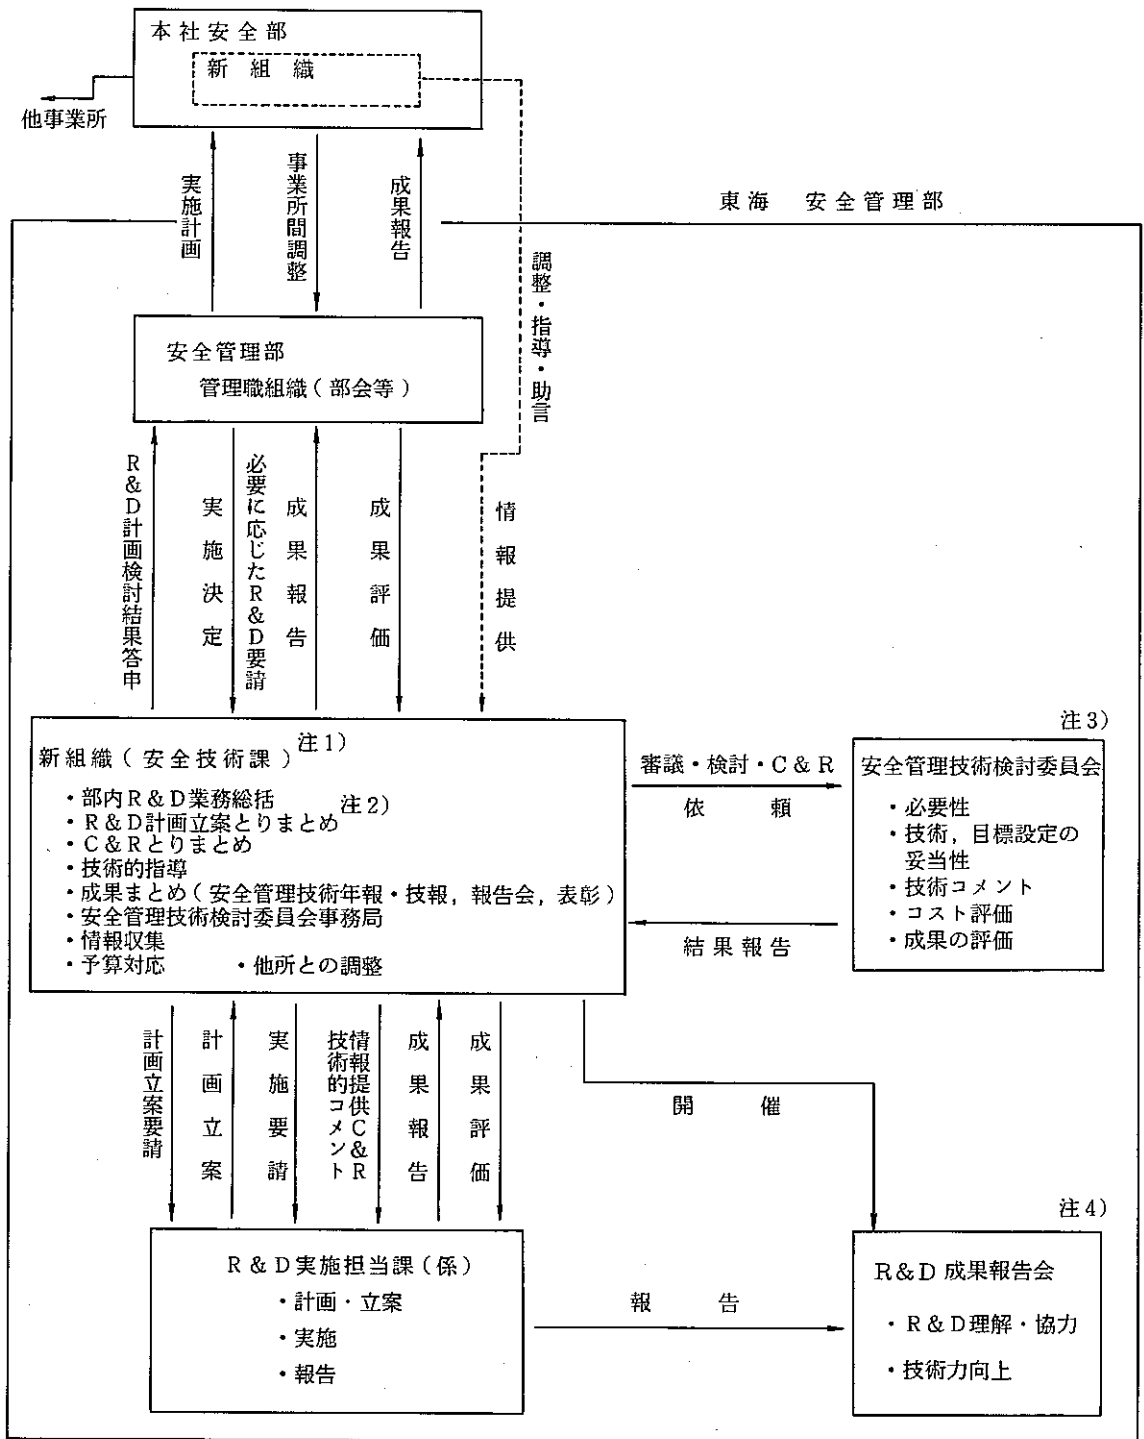 本社安全部
新組織
他事業所
実施計画
事業所間調整
成果報告
東海 安全管理部
調整・指導・助言
安全管理部
管理職組織(部会等)
R&D計画検討結果答申
実施決定
必要に応じたR&D要請
成果報告
成果評価
情報提供
新組織(安全技術課)注1)
・部内R&D業務総括
・R&D計画立案とりまとめ 注2)
・C&Rとりまとめ
・技術的指導
・成果まとめ(安全管理技術年報・技報,報告会,表彰)
・安全管理技術検討委員会事務局
・情報収集
・予算対応 ・他所との調整
審議・検討・C&R
依頼
結果報告
注3)
安全管理技術検討委員会
・必要性
・技術,目標設定の
妥当性
・技術コメント
・コスト評価
・成果の評価
計画立案要請
計画立案
実施要請
情報提供C&R
技術的コメント
成果報告
成果評価
開催
R&D実施担当課(係)
・計画・立案
・実施
・報告
報告
注4)
R&D成果報告会
・R&D理解・協力
・技術力向上